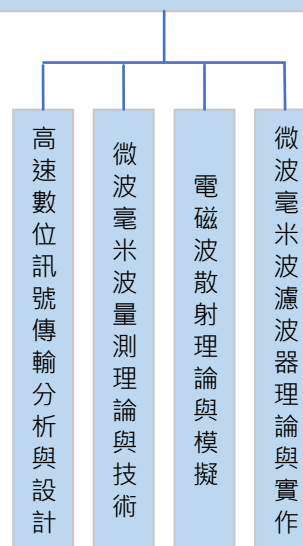 高速數位訊號傳輸分析與設計
微波毫米波量測理論與技術
電磁波散射理論與模擬
微波毫米波濾波器理論與實作